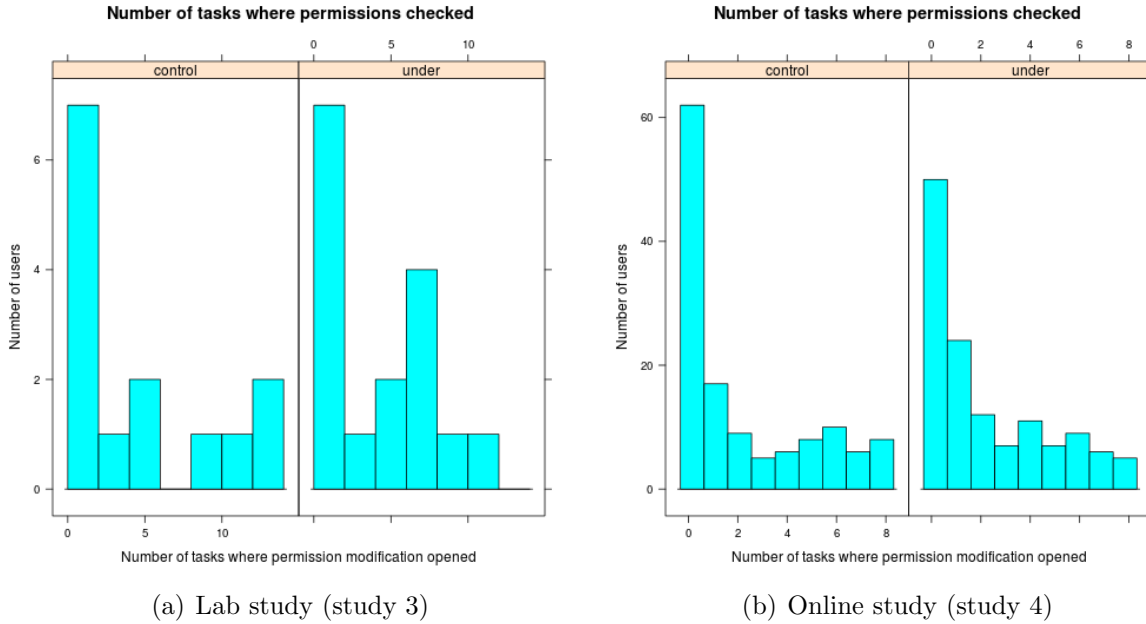 Number of tasks where permissions checked
0 5 10
control under
6
4
2
0
Number of users
0 5 10
Number of tasks where permission modification opened
(a) Lab study (study 3)
Number of tasks where permissions checked
0 2 4 6 8
control under
60
40
20
0
Number of users
0 2 4 6 8
Number of tasks where permission modification opened
(b) Online study (study 4)